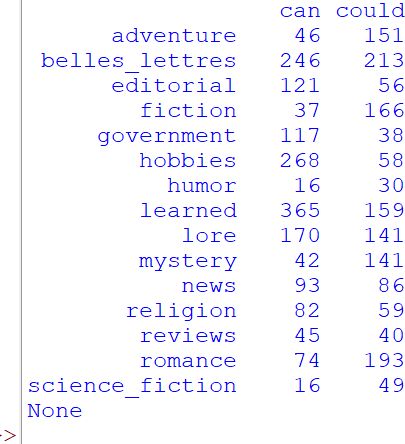 can could
adventure 46 151
belles_lettres 246 213
editorial 121 56
fiction 37 166
government 117 38
hobbies 268 58
humor 16 30
learned 365 159
lore 170 141
mystery 42 141
news 93 86
religion 82 59
reviews 45 40
romance 74 193
science_fiction 16 49
None
>>